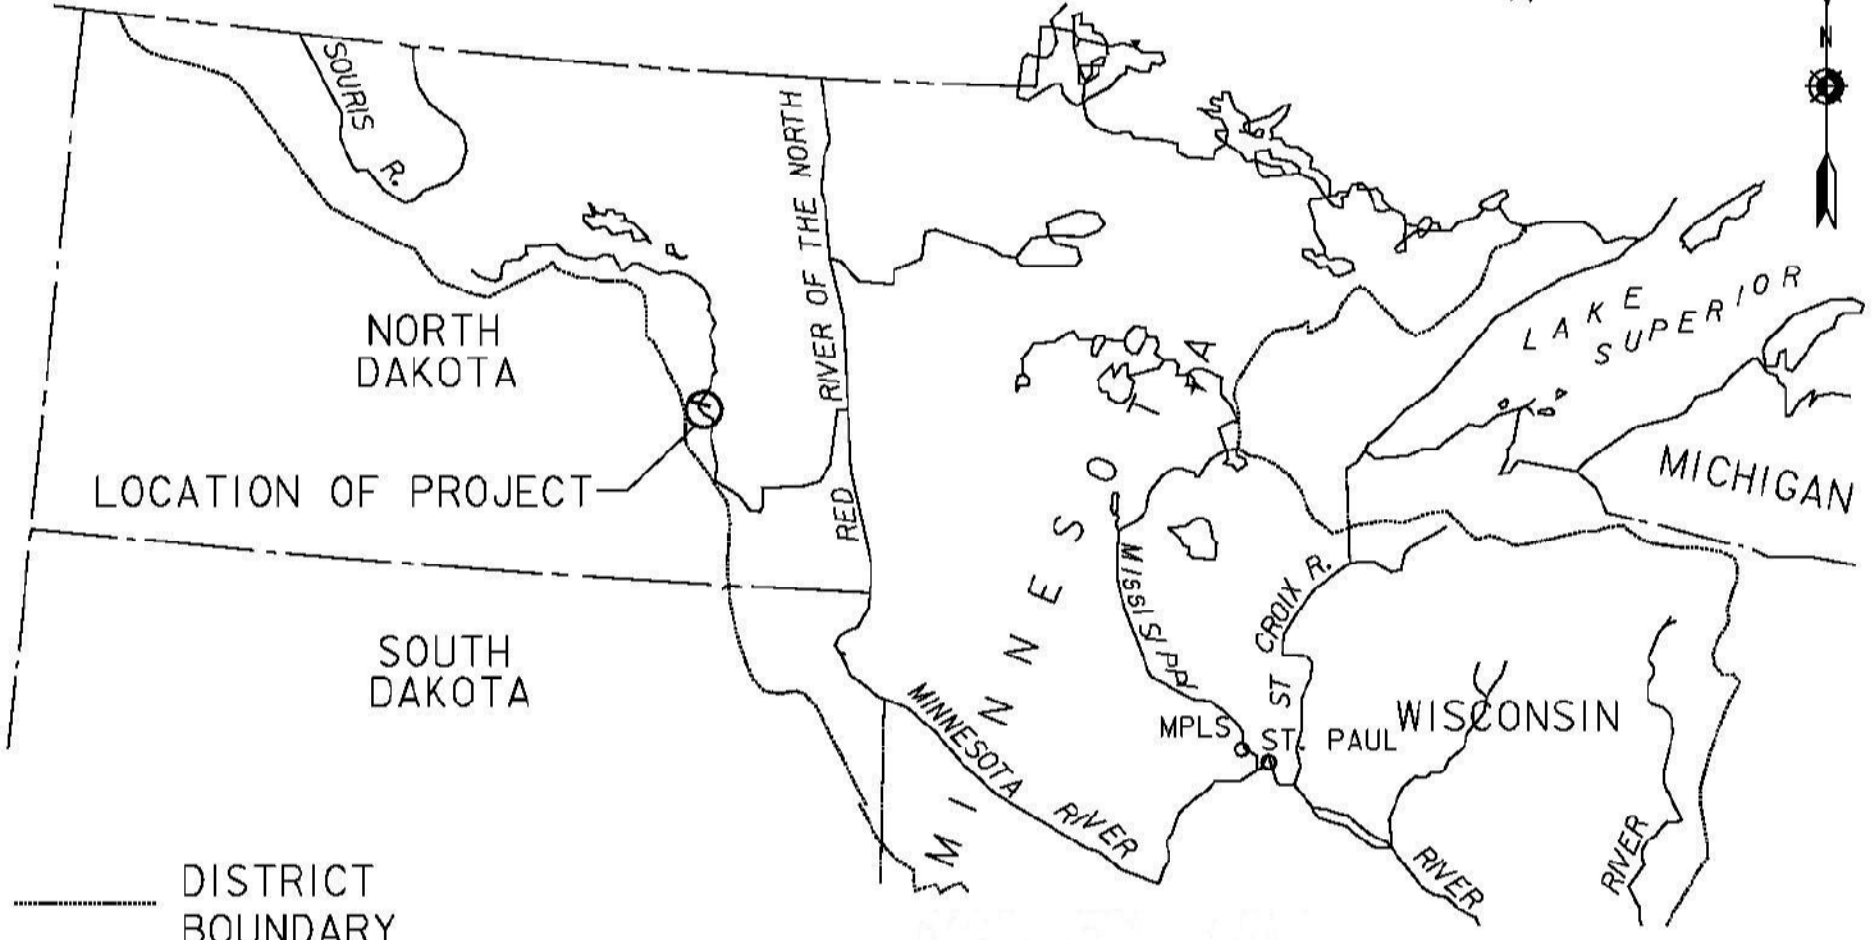 N
SOURIS
R.
RED RIVER OF THE NORTH
LAKE
SUPERIOR
NORTH
DAKOTA
LOCATION OF PROJECT
MICHIGAN
MINNESOTA
MISSISSIPPI
ST CROIX R.
SOUTH
DAKOTA
MINNESOTA RIVER
MPLS
ST. PAUL
WISCONSIN
RIVER
RIVER
DISTRICT
BOUNDARY